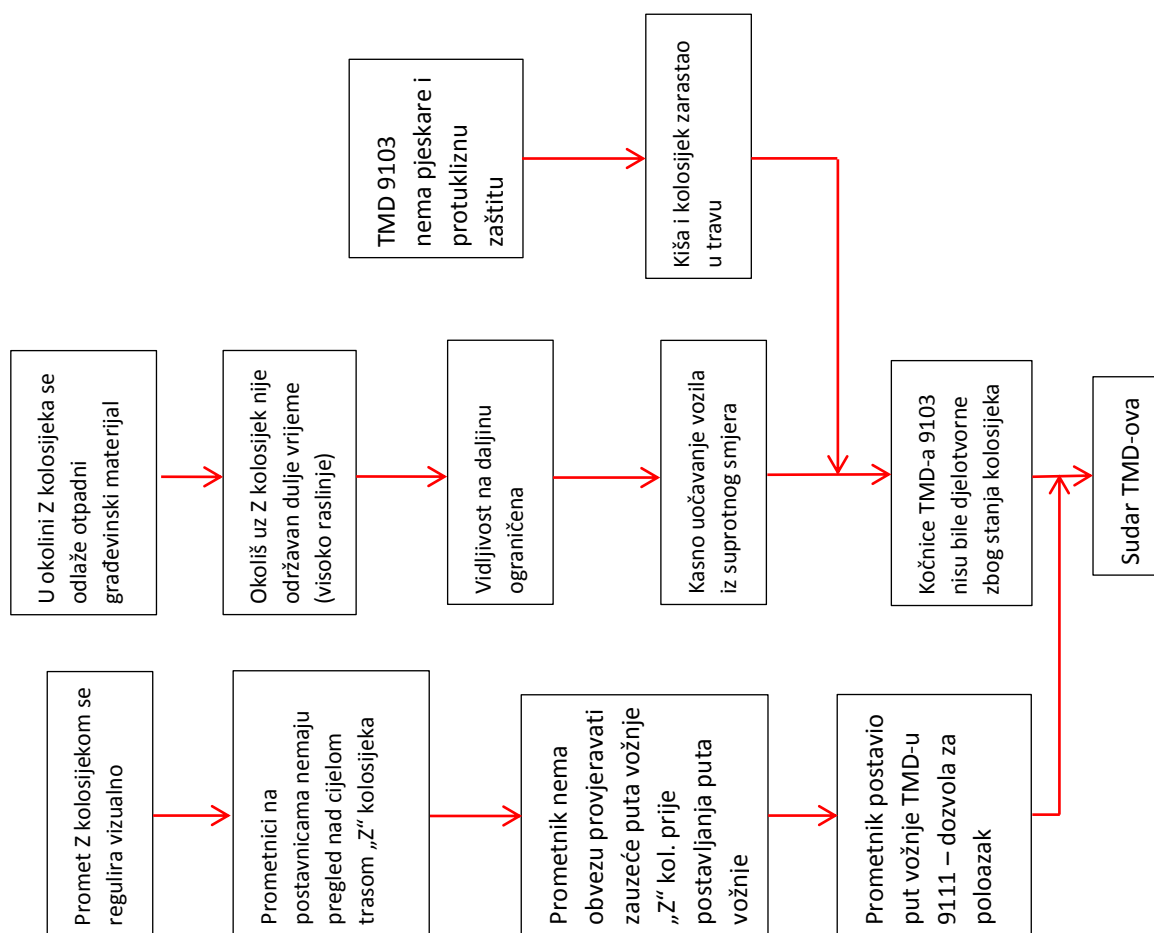 Promet Z kolosijekom se
regulira vizualno
Prometnici na
postavnicama nemaju
pregled nad cijelom
trasom „Z“ kolosijeka
Prometnik nema
obvezu provjeravati
zauzeće puta vožnje
„Z“ kol. prije
postavljanja puta
vožnje
Prometnik postavio
put vožnje TMD-u
9111 – dozvola za
poloazak
U okolini Z kolosijeka se
odlaže otpadni
građevinski materijal
Okoliš uz Z kolosijek nije
održavan dulje vrijeme
(visoko raslinje)
Vidljivost na daljinu
ograničena
Kasno uočavanje vozila
iz suprotnog smjera
Kočnice TMD-a 9103
nisu bile djelotvorne
zbog stanja kolosijeka
TMD 9103
nema pjeskare i
protukliznu
zaštitu
Kiša i kolosijek zarastao
u travu
Sudar TMD-ova